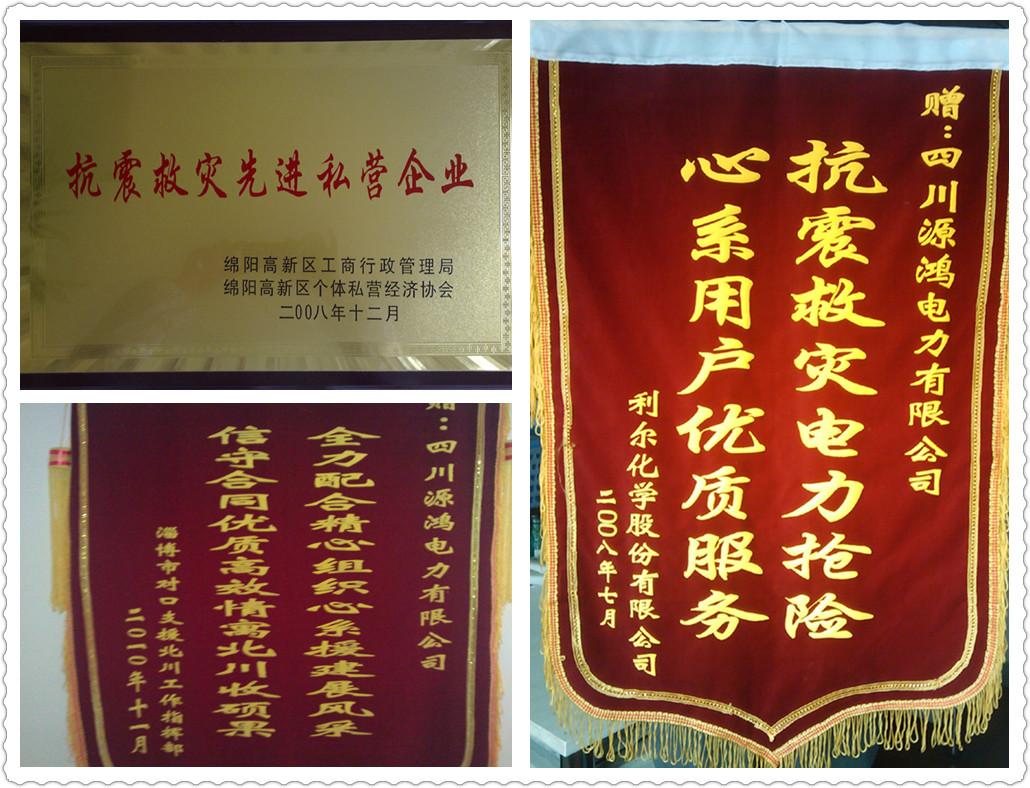 抗震救灾先进私营企业
绵阳高新区工商行政管理局
绵阳高新区个体私营经济协会
二00八年十二月
赠：四川源鸿电力有限公司
抗震救灾电力抢险
心系用户优质服务
利尔化学股份有限公司
二00八年七月
赠：四川源鸿电力有限公司
全力配合精心组织心系援建展风采
信守合同优质高效情寓北川收硕果
淄博市对口支援北川工作指挥部
二0一0年十一月